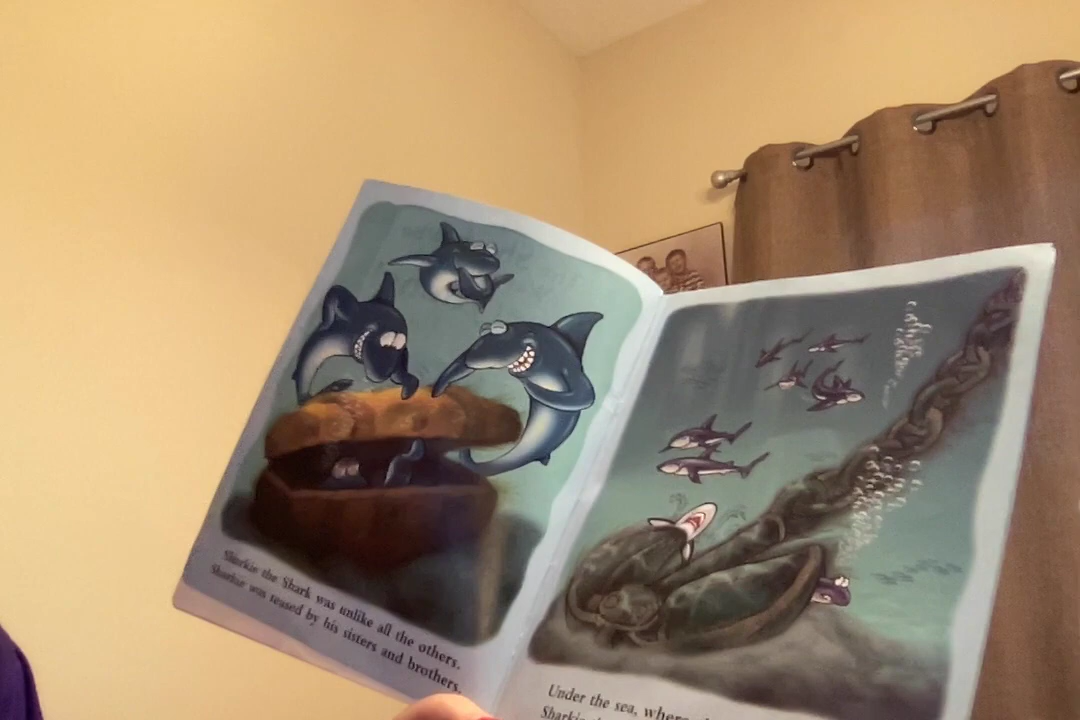 Sharkie the Shark was unlike all the others.
Sharkie was teased by his sisters and brothers.
Under the sea, where
Sharkie